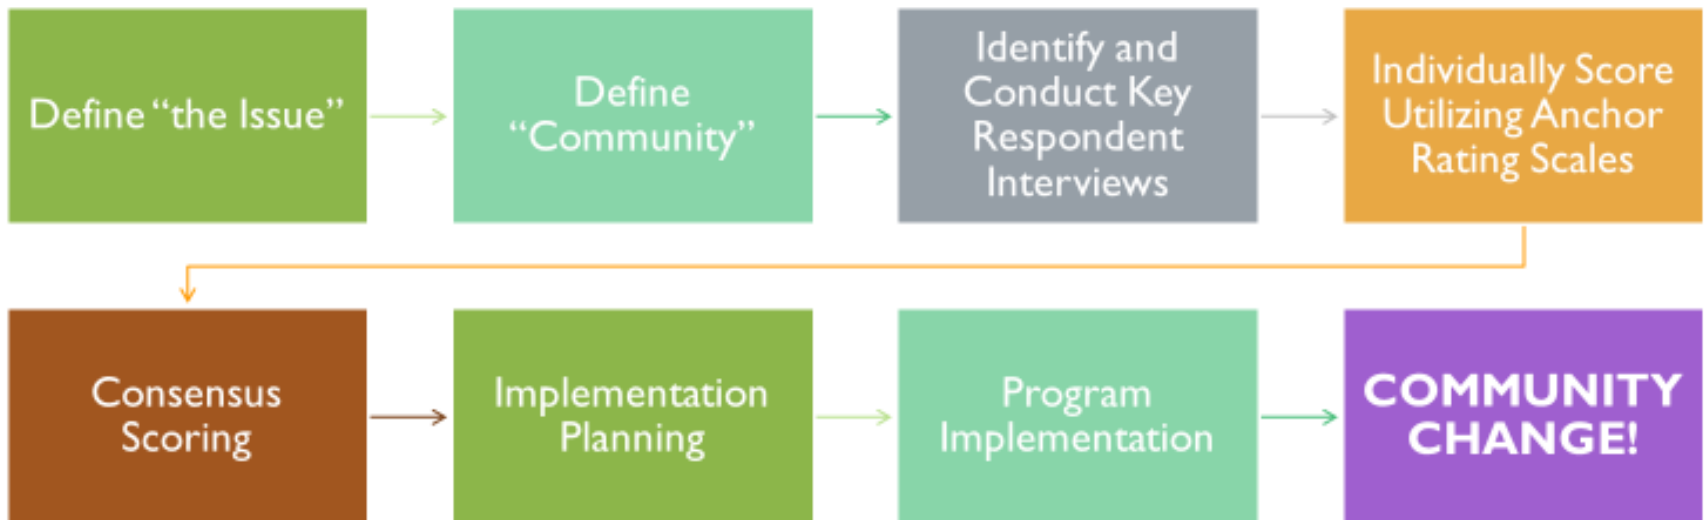 Define “the Issue”
Define
“Community”
Identify and
Conduct Key
Respondent
Interviews
Individually Score
Utilizing Anchor
Rating Scales
Consensus
Scoring
Implementation
Planning
Program
Implementation
COMMUNITY
CHANGE!